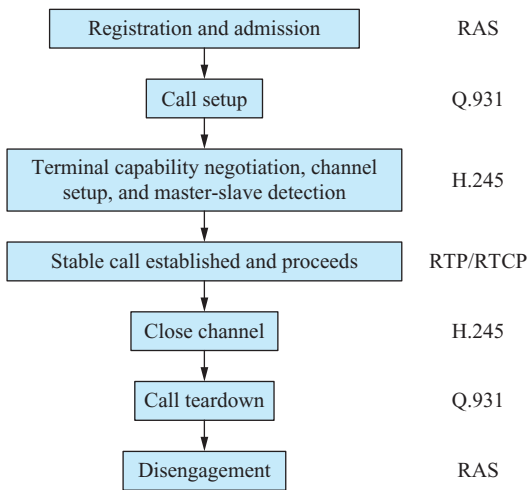 Registration and admission RAS
Call setup Q.931
Terminal capability negotiation, channel
setup, and master-slave detection H.245
Stable call established and proceeds RTP/RTCP
Close channel H.245
Call teardown Q.931
Disengagement RAS